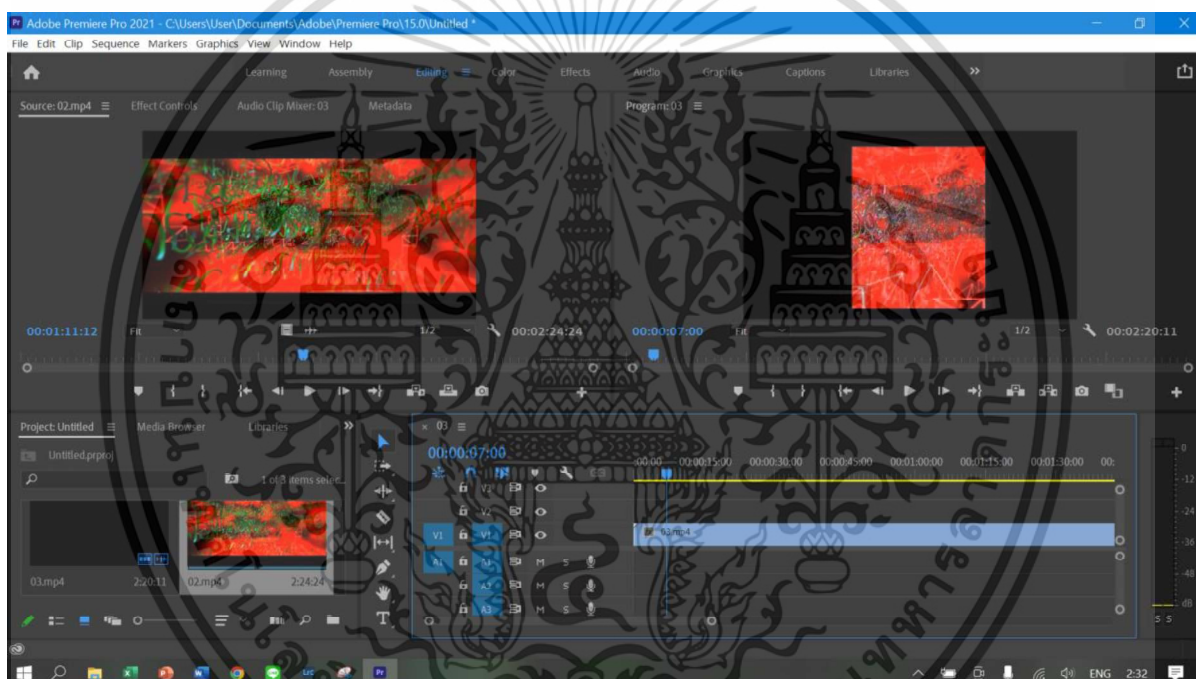 Adobe Premiere Pro 2021 - C:\Users\User\Documents\Adobe\Premiere Pro\15.0\Untitled *
File Edit Clip Sequence Markers Graphics View Window Help
Learning Assembly Editing Color Effects Audio Graphics Captions Libraries
Source: 02.mp4 Effect Controls Audio Clip Mixer: 03 Metadata
Program: 03
00:01:11:12 Fit 1/2 00:02:24:24
00:00:07:00 Fit 1/2 00:02:20:11
Project: Untitled Media Browser Libraries
Untitled.prproj
1 of 3 items selec...
03.mp4 2:20:11 02.mp4 2:24:24
× 03
00:00:07:00
:00:00 00:00:15:00 00:00:30:00 00:00:45:00 00:01:00:00 00:01:15:00 00:01:30:00 00:
V3
V2
V1 V1 03.mp4
A1 A1 M S
A2 M S
A3 M S
0
-12
-24
-36
-48
dB
S S
ENG 2:32